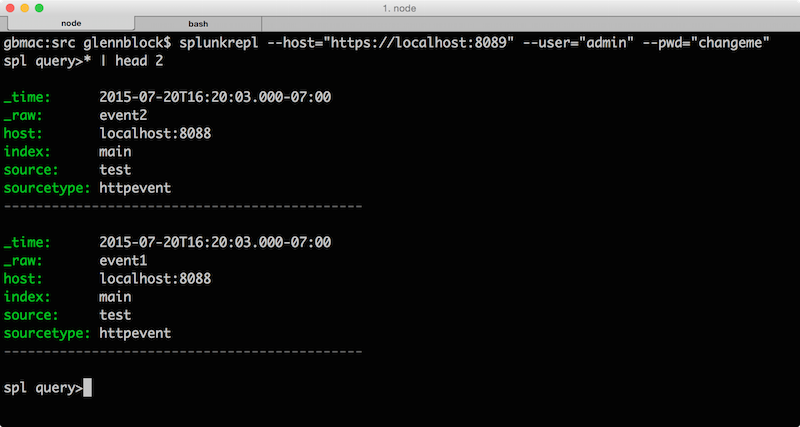 1. node
node bash
gbmac:src glennblock$ splunkrepl --host="https://localhost:8089" --user="admin" --pwd="changeme"
spl query>* | head 2
_time: 2015-07-20T16:20:03.000-07:00
_raw: event2
host: localhost:8088
index: main
source: test
sourcetype: httpevent
---------------------------------------------
_time: 2015-07-20T16:20:03.000-07:00
_raw: event1
host: localhost:8088
index: main
source: test
sourcetype: httpevent
---------------------------------------------
spl query>